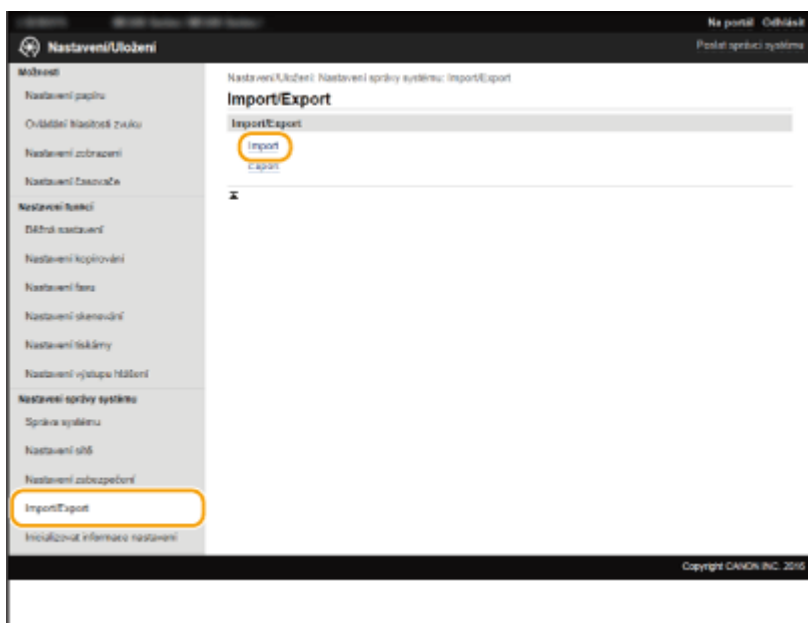 Na portál Odhlásit
Nastavení/Uložení
Poslat správci systému
Možnosti
Nastavení papíru
Ovládání hlasitosti zvuku
Nastavení zobrazení
Nastavení časovače
Nastavení funkcí
Běžná nastavení
Nastavení kopírování
Nastavení faxu
Nastavení skenování
Nastavení tiskárny
Nastavení výstupu hlášení
Nastavení správy systému
Správa systému
Nastavení sítě
Nastavení zabezpečení
Import/Export
Inicializovat informace nastavení
Nastavení/Uložení: Nastavení správy systému: Import/Export
Import/Export
Import/Export
Import
Export
Copyright CANON INC. 2015